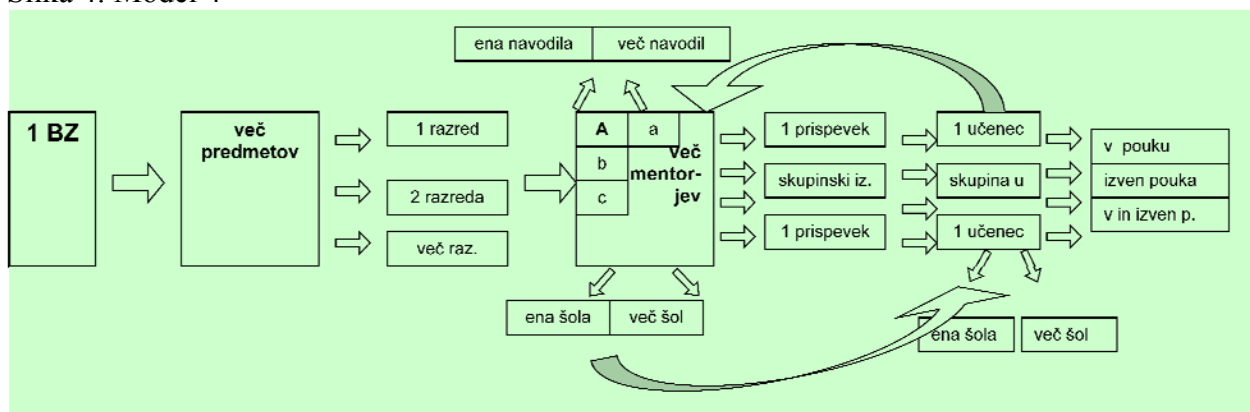 Slika 4: Model 4
ena navodila več navodil
1 BZ
več
predmetov
1 razred
2 razreda
več raz.
A a
b
c
več
mentor-
jev
1 prispevek
skupinski iz.
1 prispevek
1 učenec
skupina u
1 učenec
v pouku
izven pouka
v in izven p.
ena šola več šol
ena šola več šol